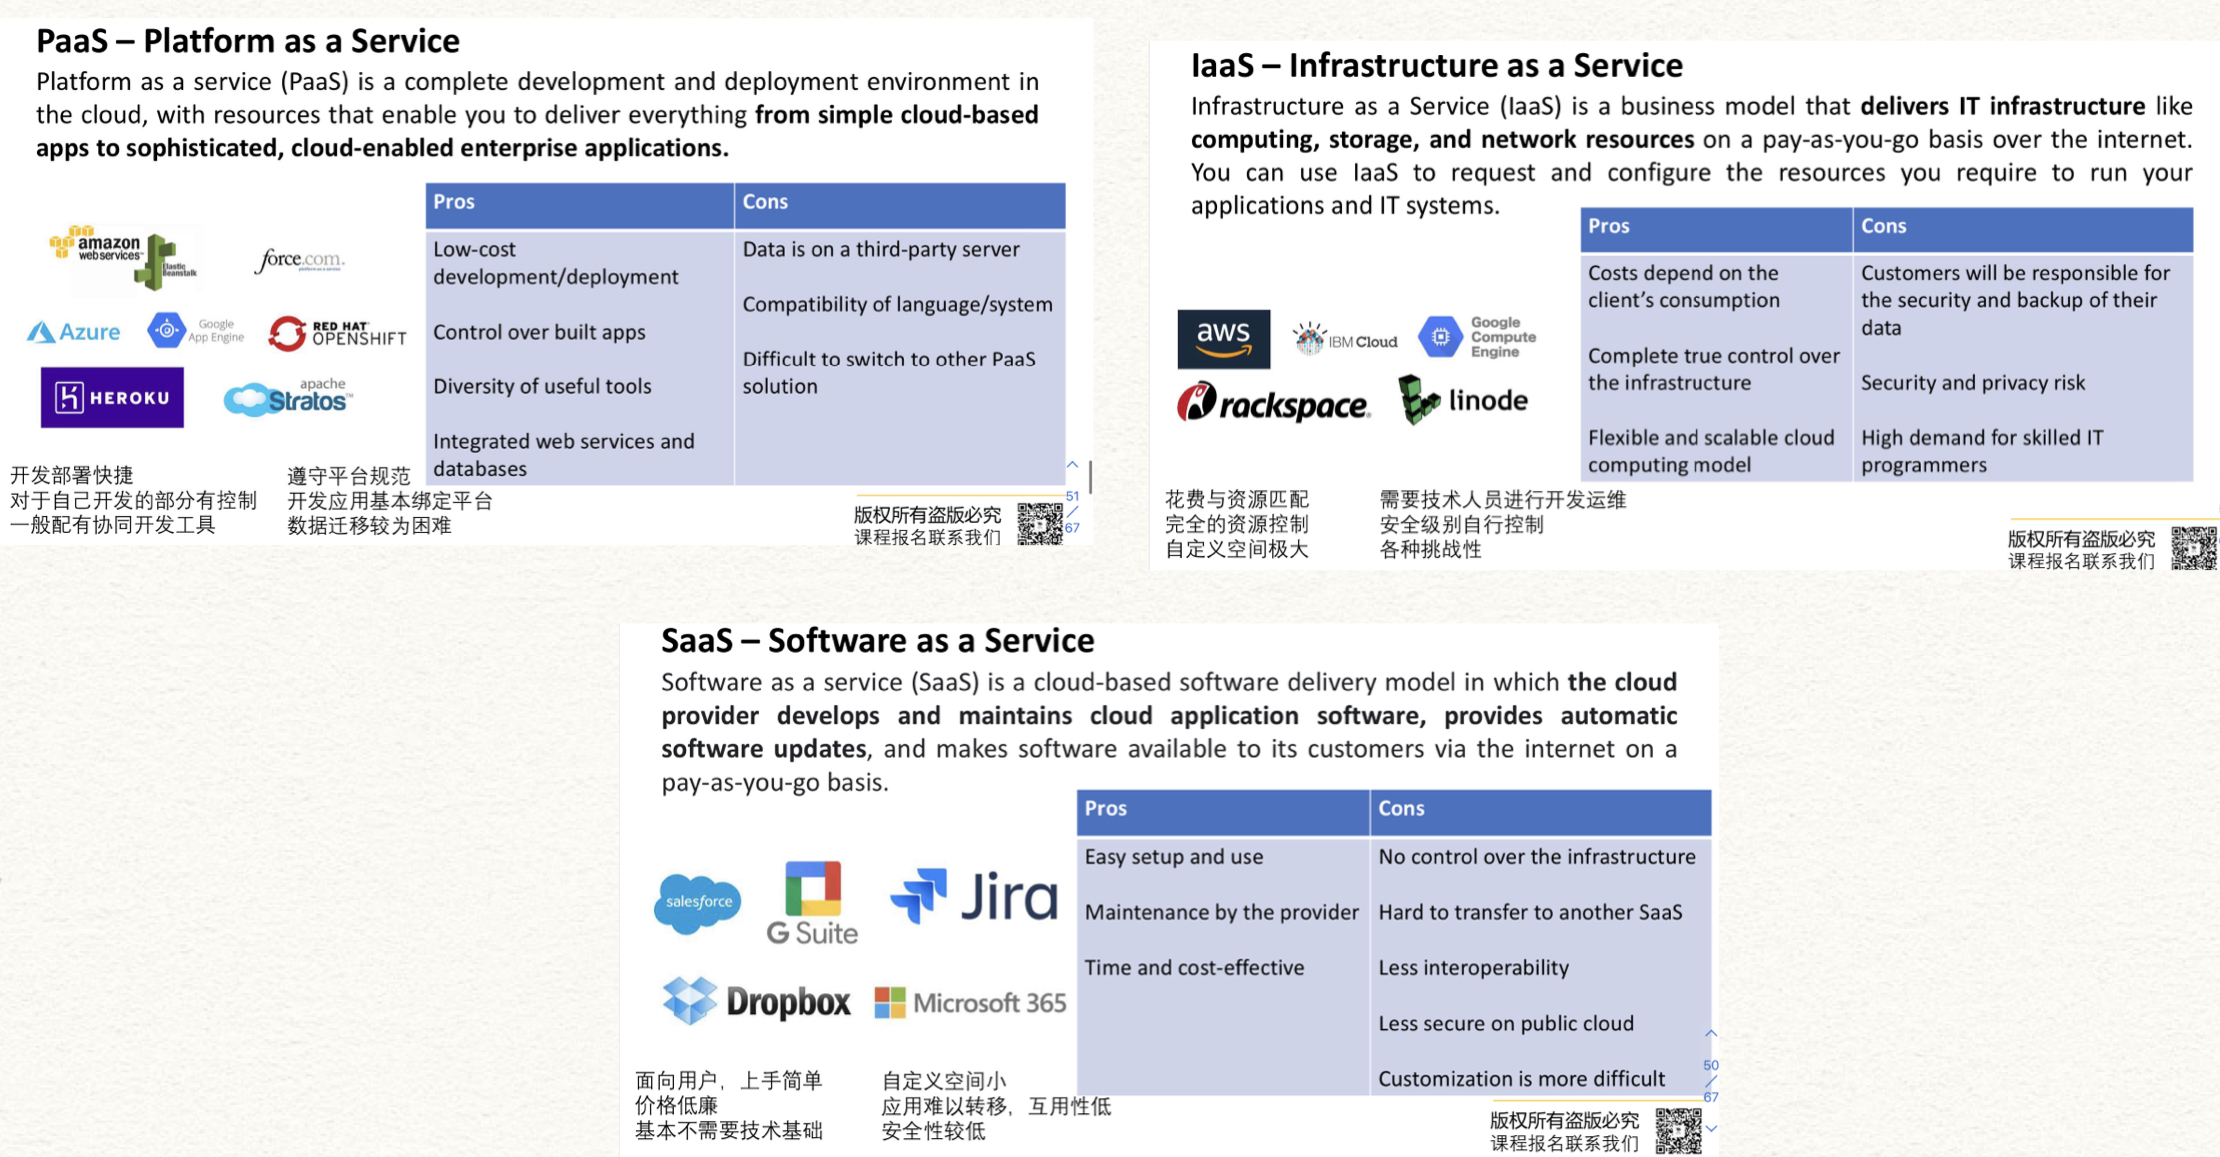 PaaS – Platform as a Service
Platform as a service (PaaS) is a complete development and deployment environment in
the cloud, with resources that enable you to deliver everything from simple cloud-based
apps to sophisticated, cloud-enabled enterprise applications.
amazon
webservices™
Elastic
Beanstalk
force.com.
platform as a service
Azure
Google
App Engine
RED HAT
OPENSHIFT
HEROKU
apache
Stratos™
Pros
Cons
Low-cost
development/deployment
Control over built apps
Diversity of useful tools
Integrated web services and
databases
Data is on a third-party server
Compatibility of language/system
Difficult to switch to other PaaS
solution
开发部署快捷
对于自己开发的部分有控制
一般配有协同开发工具
遵守平台规范
开发应用基本绑定平台
数据迁移较为困难
版权所有盗版必究
课程报名联系我们
51
/
67
IaaS – Infrastructure as a Service
Infrastructure as a Service (IaaS) is a business model that delivers IT infrastructure like
computing, storage, and network resources on a pay-as-you-go basis over the internet.
You can use IaaS to request and configure the resources you require to run your
applications and IT systems.
aws
IBM Cloud
Google
Compute
Engine
rackspace.
linode
Pros
Cons
Costs depend on the
client’s consumption
Complete true control over
the infrastructure
Flexible and scalable cloud
computing model
Customers will be responsible for
the security and backup of their
data
Security and privacy risk
High demand for skilled IT
programmers
花费与资源匹配
完全的资源控制
自定义空间极大
需要技术人员进行开发运维
安全级别自行控制
各种挑战性
版权所有盗版必究
课程报名联系我们
SaaS – Software as a Service
Software as a service (SaaS) is a cloud-based software delivery model in which the cloud
provider develops and maintains cloud application software, provides automatic
software updates, and makes software available to its customers via the internet on a
pay-as-you-go basis.
salesforce
G Suite
Jira
Dropbox
Microsoft 365
Pros
Cons
Easy setup and use
Maintenance by the provider
Time and cost-effective
No control over the infrastructure
Hard to transfer to another SaaS
Less interoperability
Less secure on public cloud
Customization is more difficult
面向用户，上手简单
价格低廉
基本不需要技术基础
自定义空间小
应用难以转移，互用性低
安全性较低
版权所有盗版必究
课程报名联系我们
50
/
67